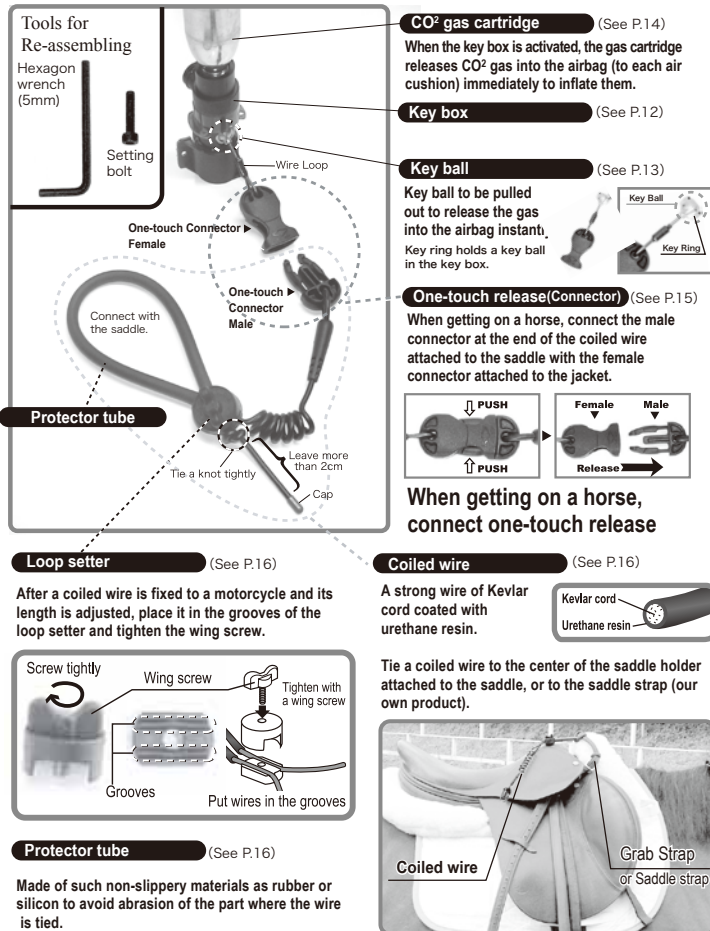 Tools for
Re-assembling
Hexagon
wrench
(5mm)
Setting
bolt
Wire Loop
One-touch Connector
Female
One-touch
Connector
Male
Connect with
the saddle.
Protector tube
Tie a knot tightly
Leave more
than 2cm
Cap
CO² gas cartridge (See P.14)
When the key box is activated, the gas cartridge
releases CO² gas into the airbag (to each air
cushion) immediately to inflate them.
Key box (See P.12)
Key ball (See P.13)
Key ball to be pulled
out to release the gas
into the airbag
Key ring holds a key ball
in the key box.
Key Ball
Key Ring
One-touch release(Connector) (See P.15)
When getting on a horse, connect the male
connector at the end of the coiled wire
attached to the saddle with the female
connector attached to the jacket.
PUSH
PUSH
Female Male
Release
When getting on a horse,
connect one-touch release
Loop setter (See P.16)
After a coiled wire is fixed to a motorcycle and its
length is adjusted, place it in the grooves of the
loop setter and tighten the wing screw.
Screw tightly
Wing screw
Tighten with
a wing screw
Grooves
Put wires in the grooves
Protector tube (See P.16)
Made of such non-slippery materials as rubber or
silicon to avoid abrasion of the part where the wire
is tied.
Coiled wire (See P.16)
A strong wire of Kevlar
cord coated with
urethane resin.
Kevlar cord
Urethane resin
Tie a coiled wire to the center of the saddle holder
attached to the saddle, or to the saddle strap (our
own product).
Coiled wire
Grab Strap
or Saddle strap